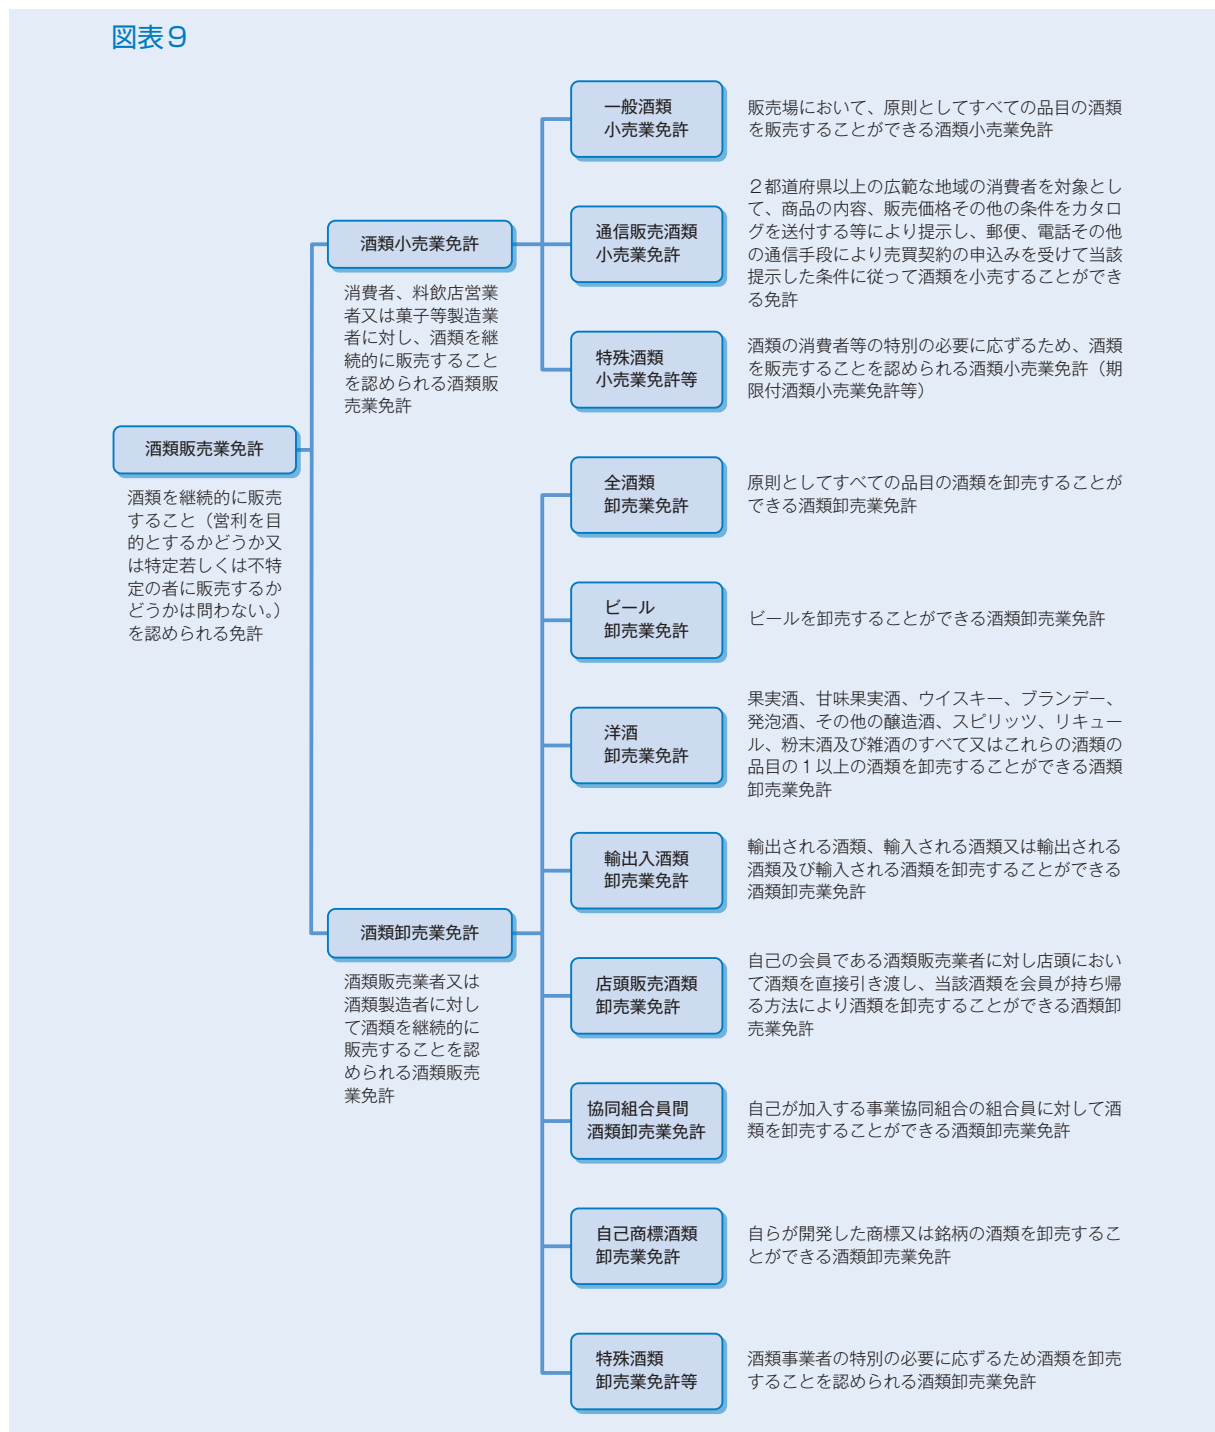 図表9
酒類販売業免許
酒類を継続的に販売
すること（営利を目
的とするかどうか又
は特定若しくは不特
定の者に販売するか
どうかは問わない。）
を認められる免許
酒類小売業免許
消費者、料飲店営業
者又は菓子等製造業
者に対し、酒類を継
続的に販売すること
を認められる酒類販
売業免許
一般酒類
小売業免許
販売場において、原則としてすべての品目の酒類
を販売することができる酒類小売業免許
通信販売酒類
小売業免許
２都道府県以上の広範な地域の消費者を対象とし
て、商品の内容、販売価格その他の条件をカタロ
グを送付する等により提示し、郵便、電話その他
の通信手段により売買契約の申込みを受けて当該
提示した条件に従って酒類を小売することができ
る免許
特殊酒類
小売業免許等
酒類の消費者等の特別の必要に応ずるため、酒類
を販売することを認められる酒類小売業免許（期
限付酒類小売業免許等）
酒類卸売業免許
酒類販売業者又は
酒類製造者に対し
て酒類を継続的に
販売することを認
められる酒類販売
業免許
全酒類
卸売業免許
原則としてすべての品目の酒類を卸売することが
できる酒類卸売業免許
ビール
卸売業免許
ビールを卸売することができる酒類卸売業免許
洋酒
卸売業免許
果実酒、甘味果実酒、ウイスキー、ブランデー、
発泡酒、その他の醸造酒、スピリッツ、リキュー
ル、粉末酒及び雑酒のすべて又はこれらの酒類の
品目の１以上の酒類を卸売することができる酒類
卸売業免許
輸出入酒類
卸売業免許
輸出される酒類、輸入される酒類又は輸出される
酒類及び輸入される酒類を卸売することができる
酒類卸売業免許
店頭販売酒類
卸売業免許
自己の会員である酒類販売業者に対し店頭におい
て酒類を直接引き渡し、当該酒類を会員が持ち帰
る方法により酒類を卸売することができる酒類卸
売業免許
協同組合員間
酒類卸売業免許
自己が加入する事業協同組合の組合員に対して酒
類を卸売することができる酒類卸売業免許
自己商標酒類
卸売業免許
自らが開発した商標又は銘柄の酒類を卸売するこ
とができる酒類卸売業免許
特殊酒類
卸売業免許等
酒類事業者の特別の必要に応ずるため酒類を卸売
することを認められる酒類卸売業免許